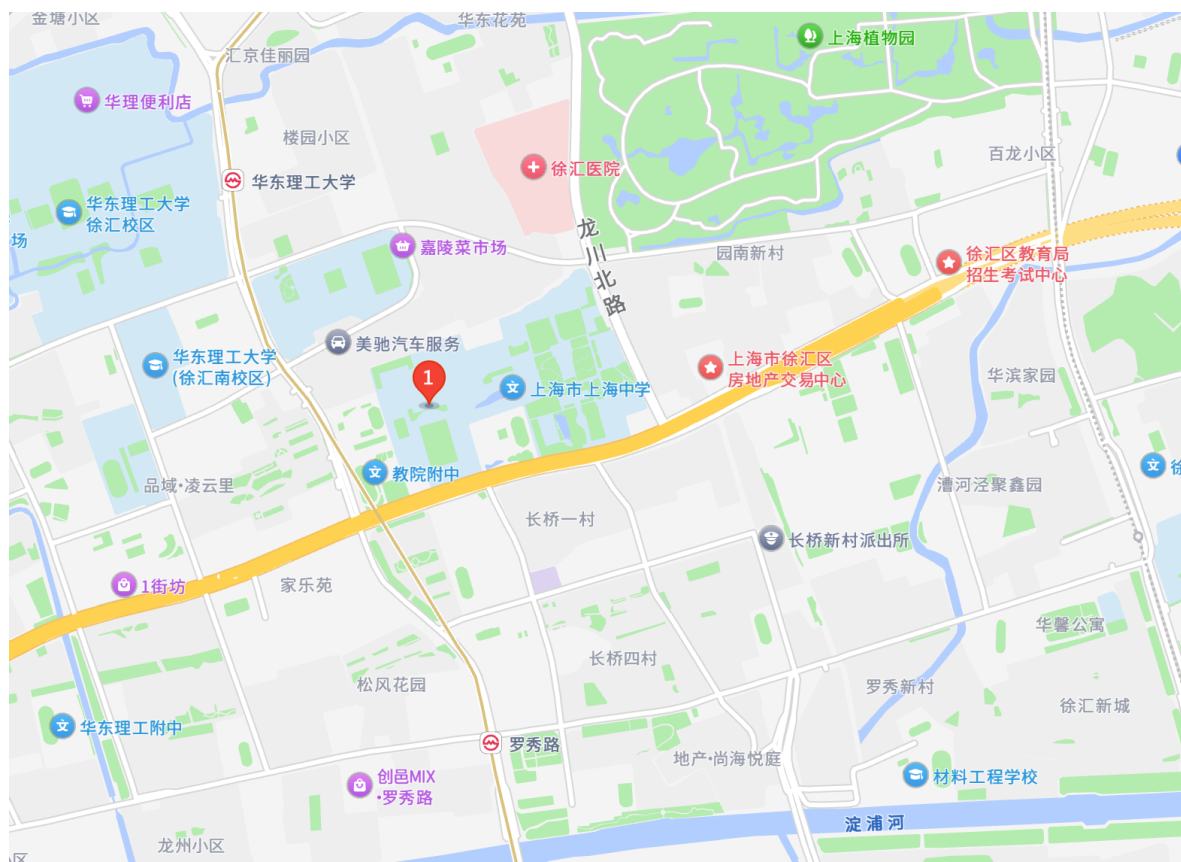 金塘小区
华东花苑
上海植物园
汇京佳丽园
华理便利店
楼园小区
百龙小区
徐汇医院
华东理工大学
华东理工大学
徐汇校区
场
龙川北路
嘉陵菜市场
园南新村
徐汇区教育局
招生考试中心
美驰汽车服务
华东理工大学
(徐汇南校区)
1
上海市上海中学
上海市徐汇区
房地产交易中心
华滨家园
教院附中
徐
品域·凌云里
漕河泾聚鑫园
长桥一村
长桥新村派出所
1街坊
家乐苑
华馨公寓
长桥四村
松风花园
罗秀新村
徐汇新城
华东理工附中
罗秀路
地产·尚海悦庭
创邑MIX
·罗秀路
材料工程学校
淀浦河
龙州小区
区